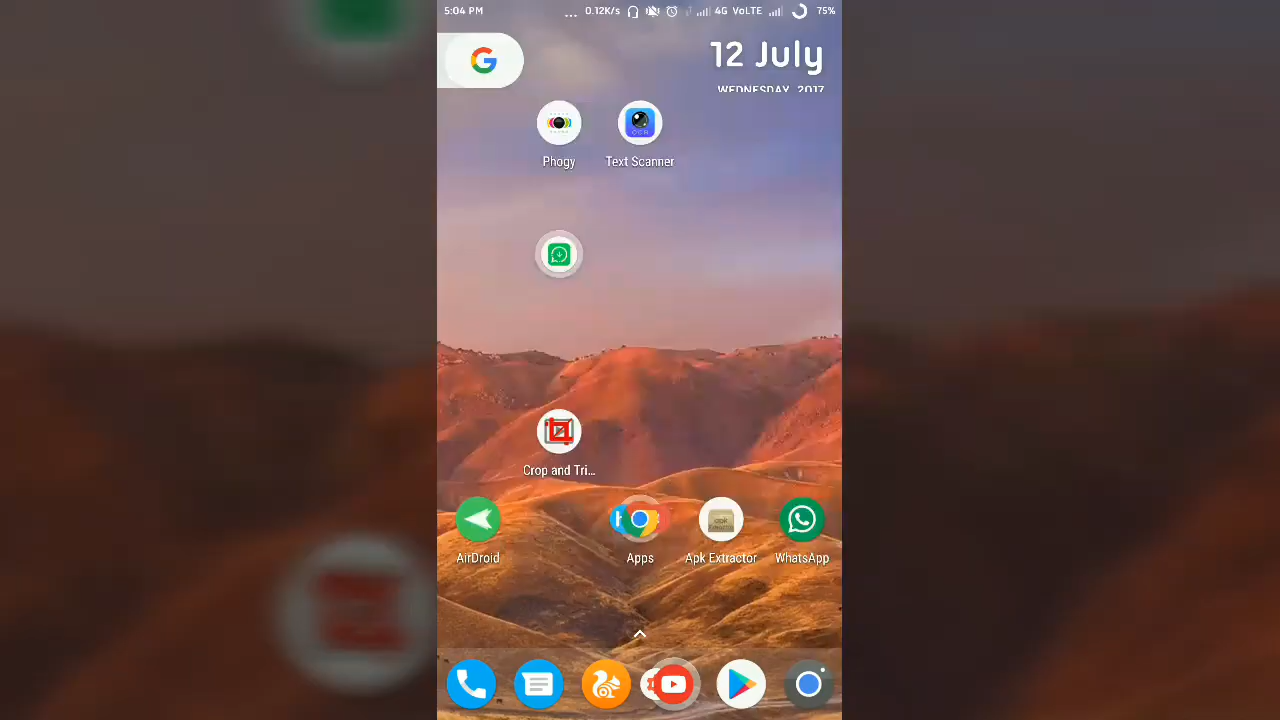 5:04 PM
... 0.12K/s 4G VoLTE 75%
G
12 July
WEDNESDAY, 2017
Phogy
OCR
Text Scanner
Crop and Tri...
AirDroid
Apps
Apk Extractor
WhatsApp